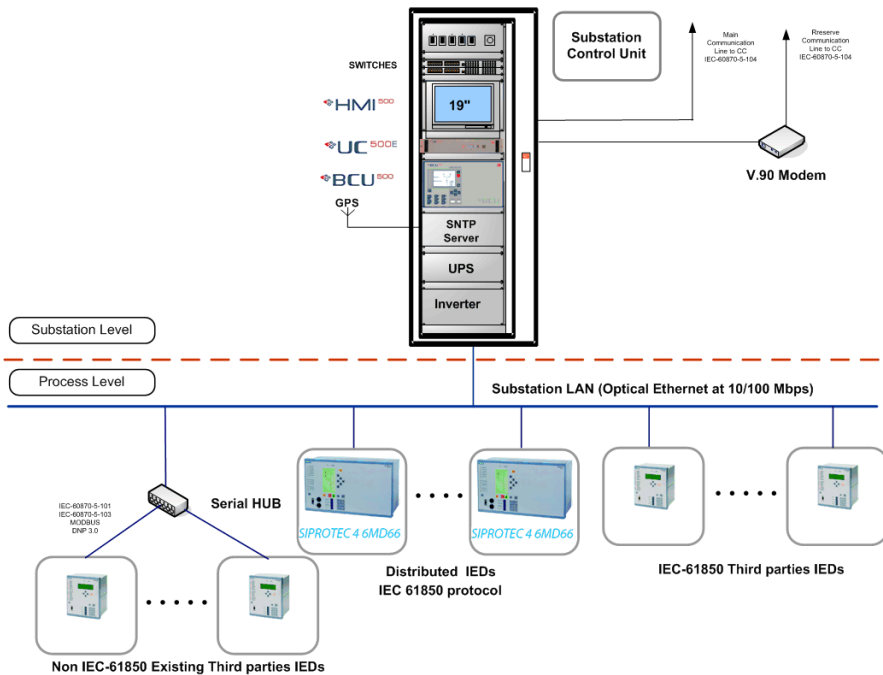 Substation
Control Unit
Main
Communication
Line to CC
IEC-60870-5-104
Rreserve
Communication
Line to CC
IEC-60870-5-104
SWITCHES
HMI 500
19"
UC 500E
BCU 500
GPS
V.90 Modem
SNTP
Server
UPS
Inverter
Substation Level
Process Level
Substation LAN (Optical Ethernet at 10/100 Mbps)
Serial HUB
IEC-60870-5-101
IEC-60870-5-103
MODBUS
DNP 3.0
SIPROTEC 4 6MD66
SIPROTEC 4 6MD66
Distributed IEDs
IEC 61850 protocol
IEC-61850 Third parties IEDs
Non IEC-61850 Existing Third parties IEDs